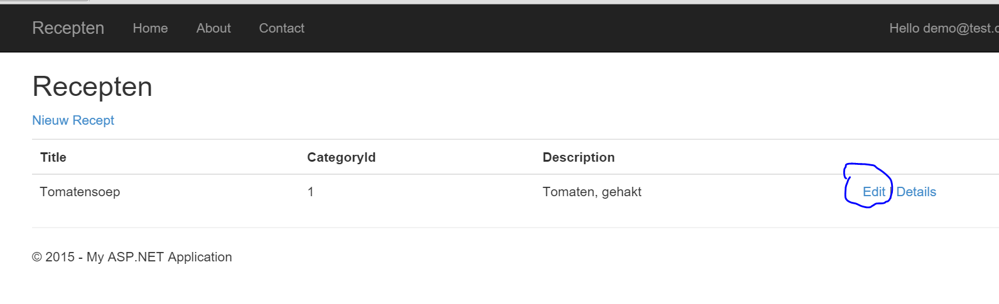 Recepten Home About Contact Hello demo@test.c
Recepten
Nieuw Recept
Title CategoryId Description
Tomatensoep 1 Tomaten, gehakt Edit | Details
© 2015 - My ASP.NET Application